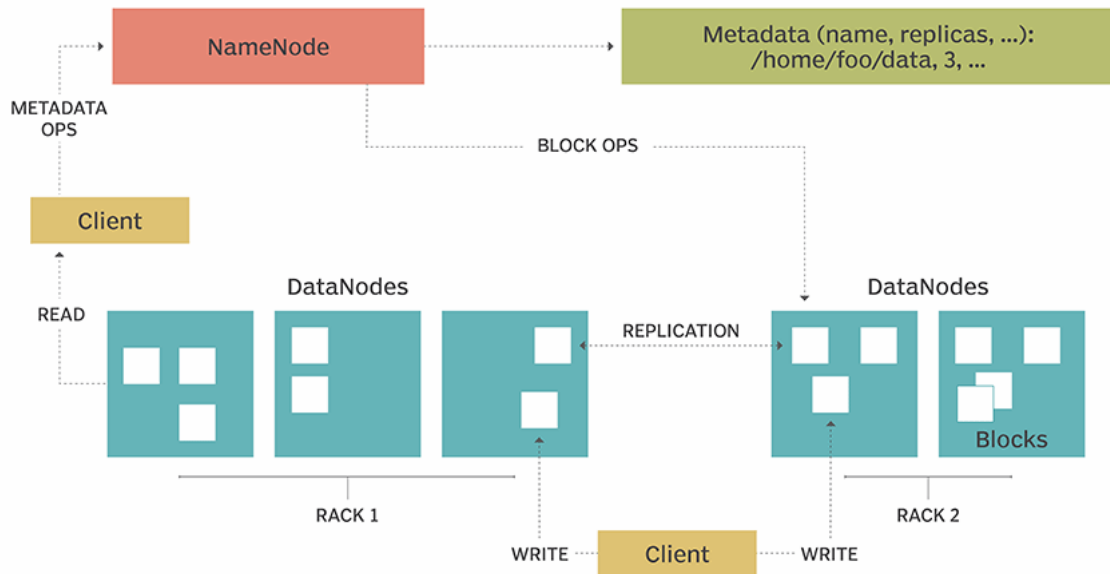 NameNode
Metadata (name, replicas, ...):
/home/foo/data, 3, ...
METADATA
OPS
BLOCK OPS
Client
DataNodes
DataNodes
READ
REPLICATION
Blocks
RACK 1
RACK 2
WRITE
Client
WRITE